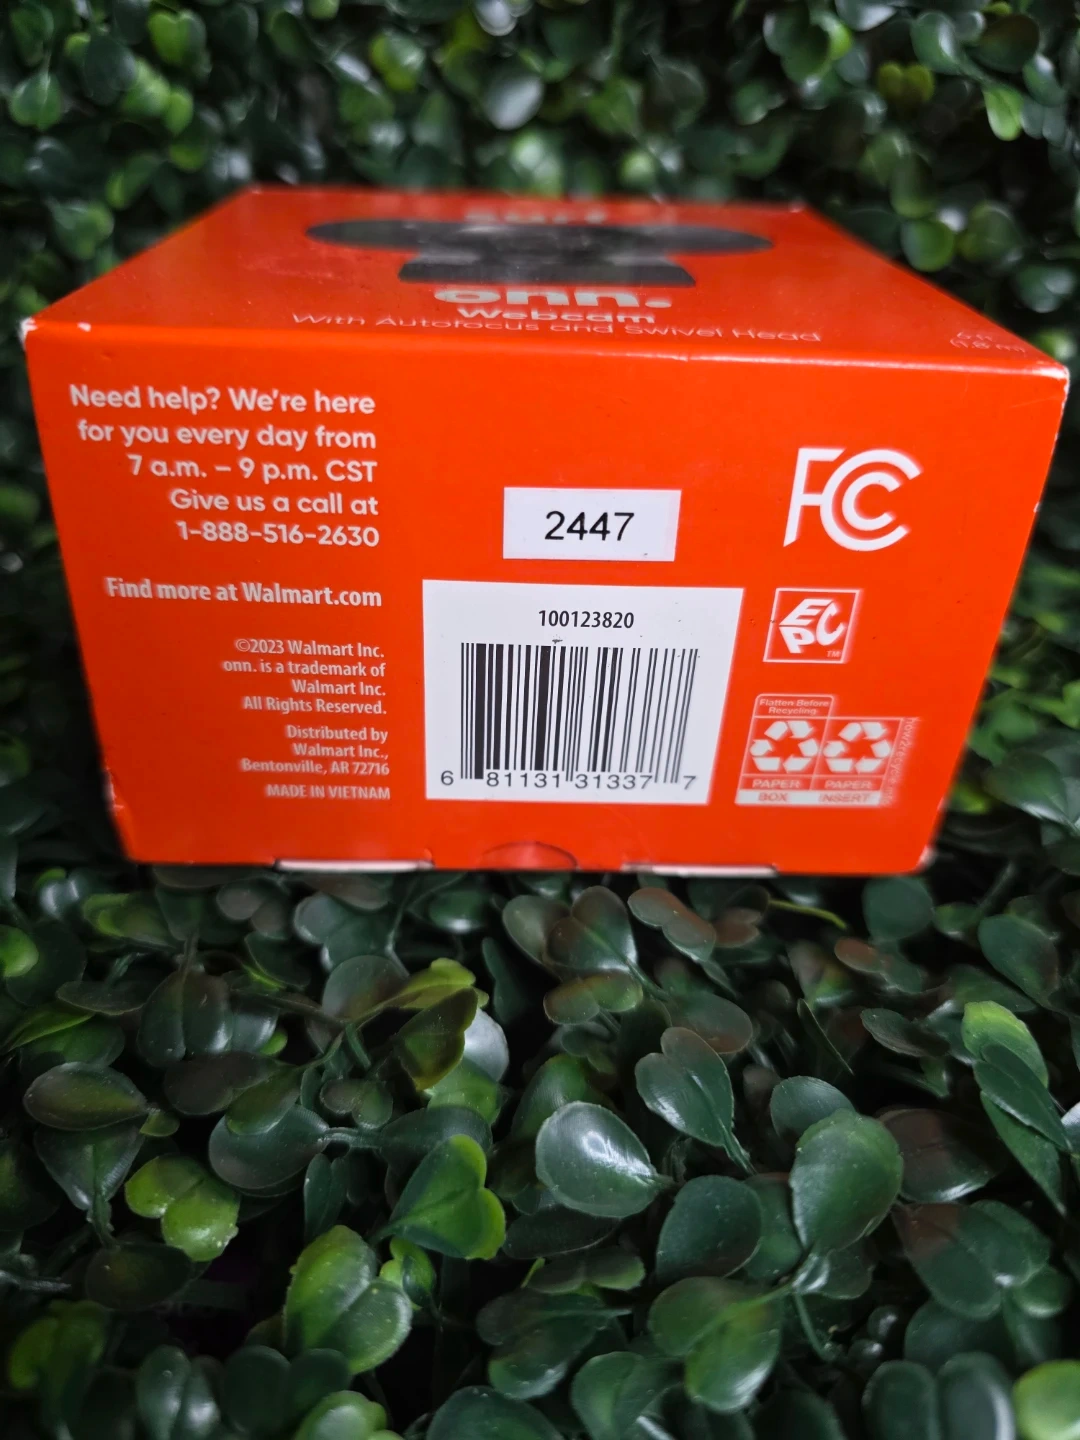 onn.
Webcam
With Autofocus and Swivel Head
Need help? We're here
for you every day from
7 a.m. – 9 p.m. CST
Give us a call at
1-888-516-2630
Find more at Walmart.com
©2023 Walmart Inc.
onn. is a trademark of
Walmart Inc.
All Rights Reserved.
Distributed by
Walmart Inc.,
Bentonville, AR 72716
MADE IN VIETNAM
2447
100123820
6 81131 31337 7
FCC
EPC TM
Flatten Before
Recycling
PAPER PAPER
BOX INSERT